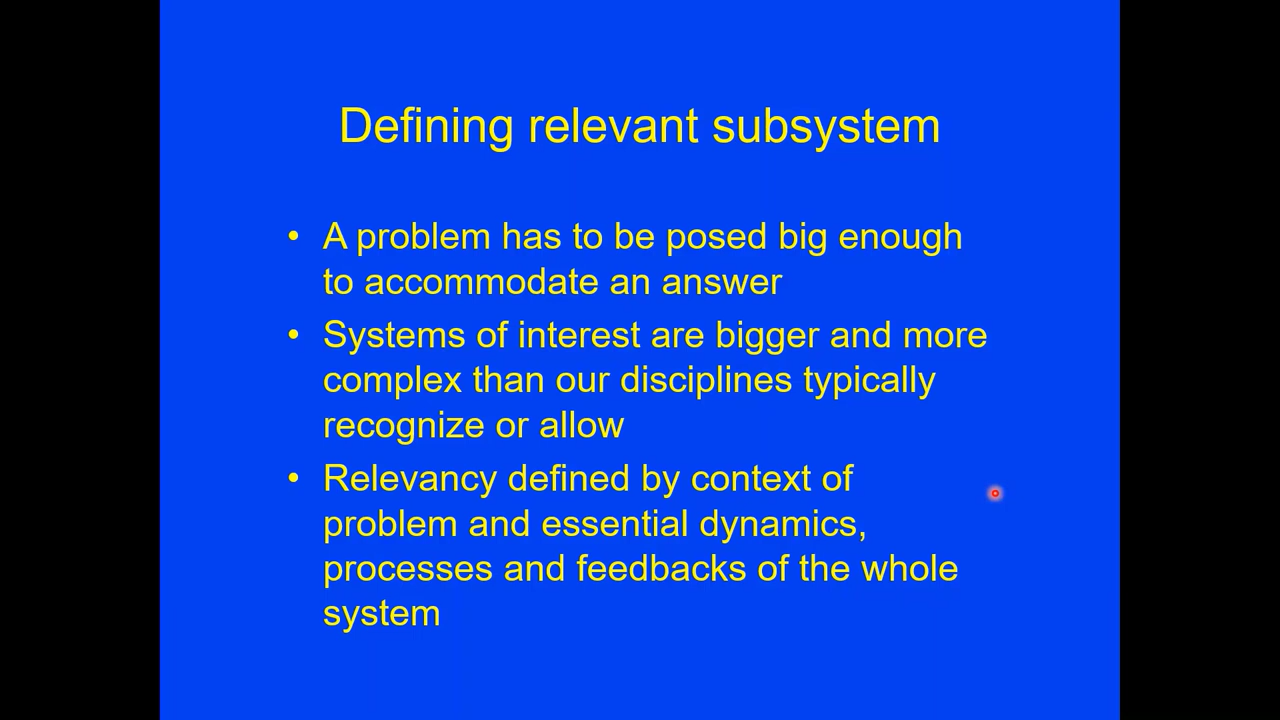 Defining relevant subsystem
• A problem has to be posed big enough
to accommodate an answer
• Systems of interest are bigger and more
complex than our disciplines typically
recognize or allow
• Relevancy defined by context of
problem and essential dynamics,
processes and feedbacks of the whole
system